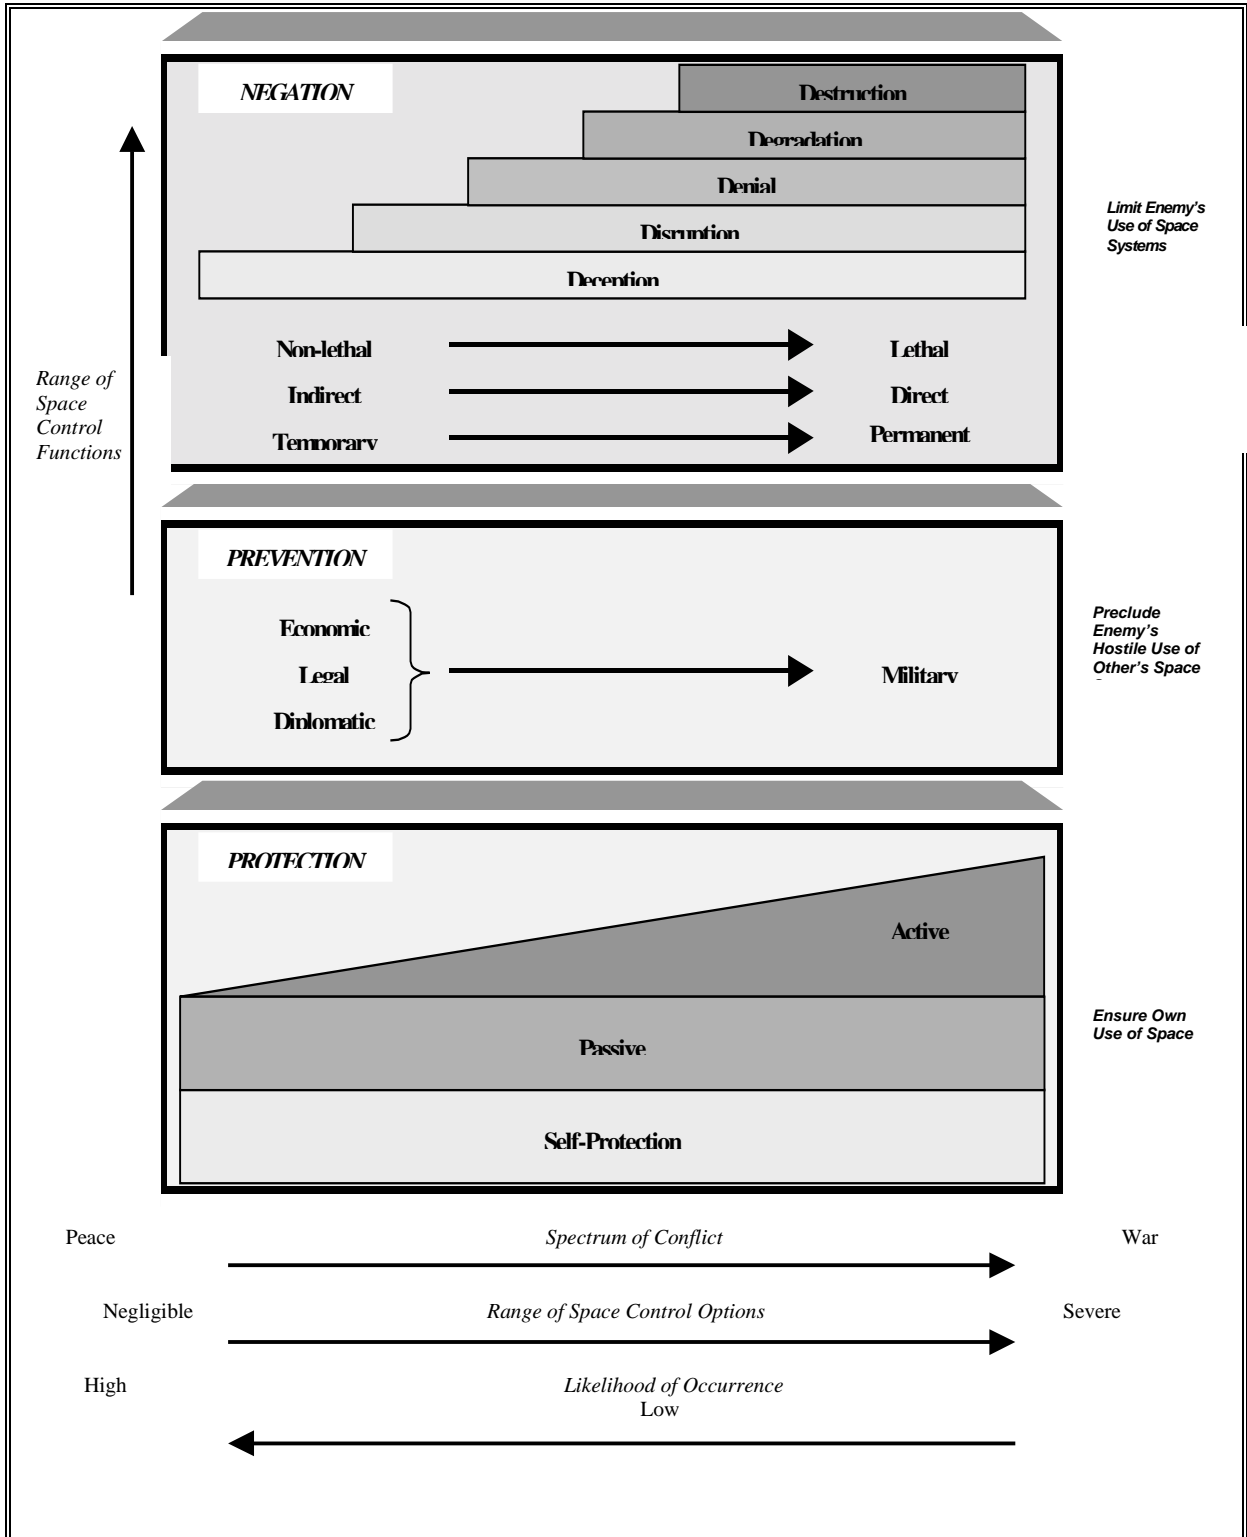 NEGATION
Destruction
Degradation
Denial
Disruption
Deception
Limit Enemy's
Use of Space
Systems
Non-lethal
Lethal
Indirect
Direct
Temporary
Permanent
Range of
Space
Control
Functions
PREVENTION
Economic
Legal
Diplomatic
Military
Preclude
Enemy's
Hostile Use of
Other's Space
PROTECTION
Active
Passive
Self-Protection
Ensure Own
Use of Space
Peace
Spectrum of Conflict
War
Negligible
Range of Space Control Options
Severe
High
Likelihood of Occurrence
Low